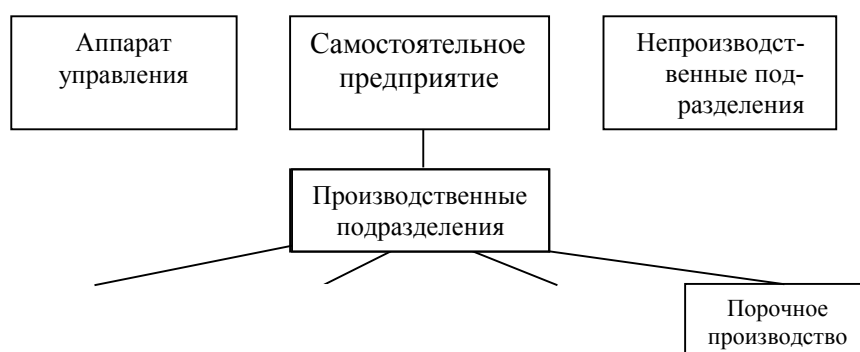 Аппарат
управления
Самостоятельное
предприятие
Непроизводст-
венные под-
разделения
Производственные
подразделения
Порочное
производство